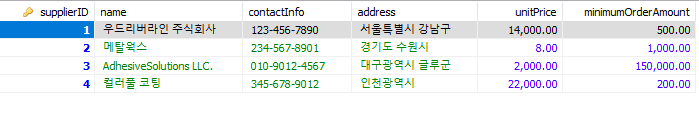 supplierID name contactInfo address unitPrice minimumOrderAmount
1 우드리버라인 주식회사 123-456-7890 서울특별시 강남구 14,000.00 500.00
2 메탈웍스 234-567-8901 경기도 수원시 8.00 1,000.00
3 AdhesiveSolutions LLC. 010-9012-4567 대구광역시 글루군 2,000.00 150,000.00
4 컬러풀 코팅 345-678-9012 인천광역시 22,000.00 200.00